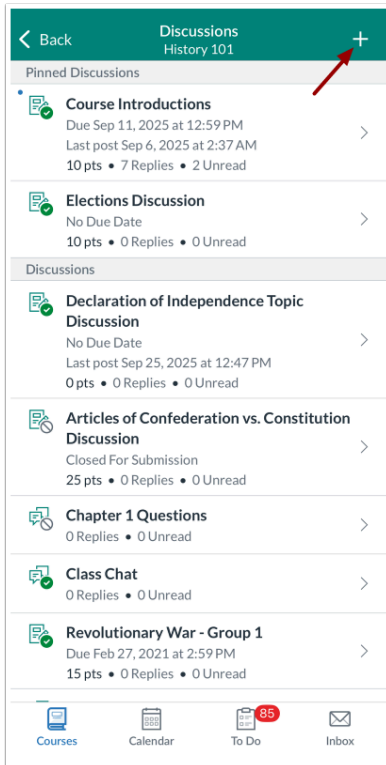 Back
Discussions
History 101
Pinned Discussions
Course Introductions
Due Sep 11, 2025 at 12:59 PM
Last post Sep 6, 2025 at 2:37 AM
10 pts • 7 Replies • 2 Unread
Elections Discussion
No Due Date
10 pts • 0 Replies • 0 Unread
Discussions
Declaration of Independence Topic
Discussion
No Due Date
Last post Sep 25, 2025 at 12:47 PM
0 pts • 0 Replies • 0 Unread
Articles of Confederation vs. Constitution
Discussion
Closed For Submission
25 pts • 0 Replies • 0 Unread
Chapter 1 Questions
0 Replies • 0 Unread
Class Chat
0 Replies • 0 Unread
Revolutionary War - Group 1
Due Feb 27, 2021 at 2:59 PM
15 pts • 0 Replies • 0 Unread
85
Courses
Calendar
To Do
Inbox